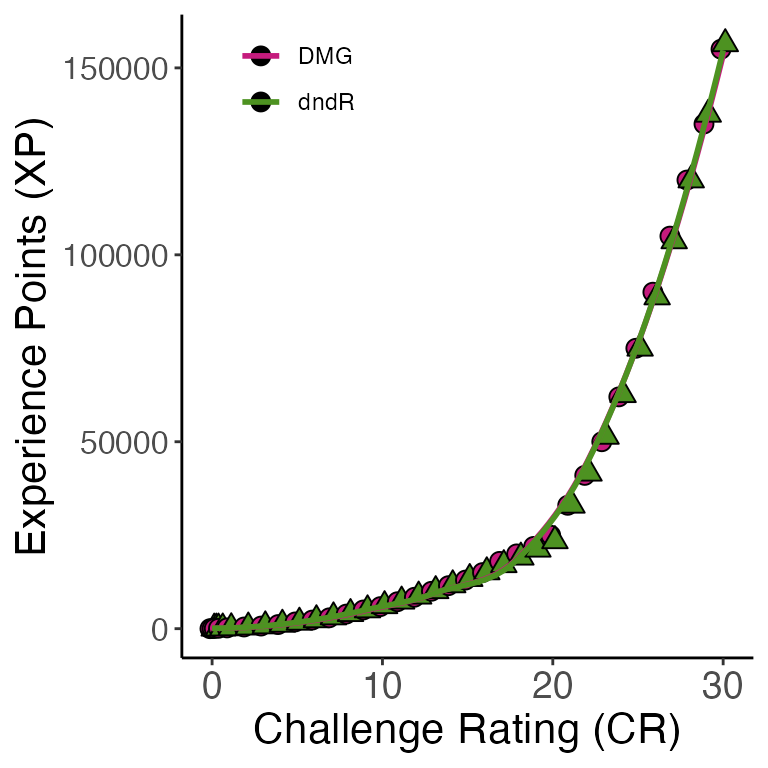 DMG
dndR
Experience Points (XP)
150000
100000
50000
0
0 10 20 30
Challenge Rating (CR)